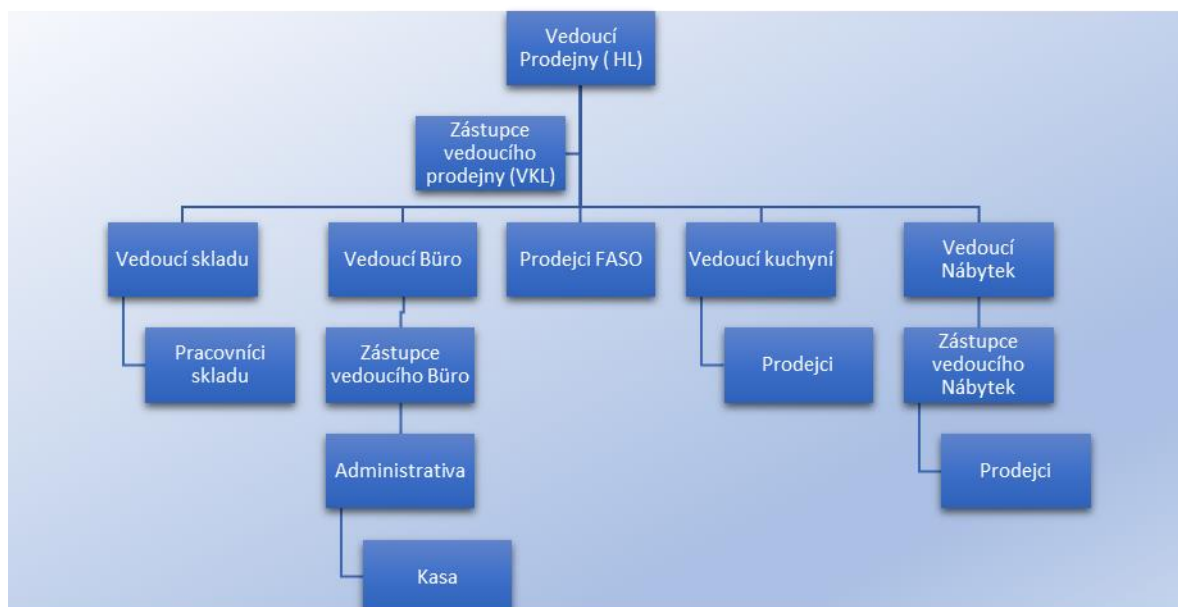 Vedoucí
Prodejny ( HL)
Zástupce
vedoucího
prodejny (VKL)
Vedoucí skladu
Vedoucí Büro
Prodejci FASO
Vedoucí kuchyní
Vedoucí
Nábytek
Pracovníci
skladu
Zástupce
vedoucího Büro
Prodejci
Zástupce
vedoucího
Nábytek
Administrativa
Prodejci
Kasa